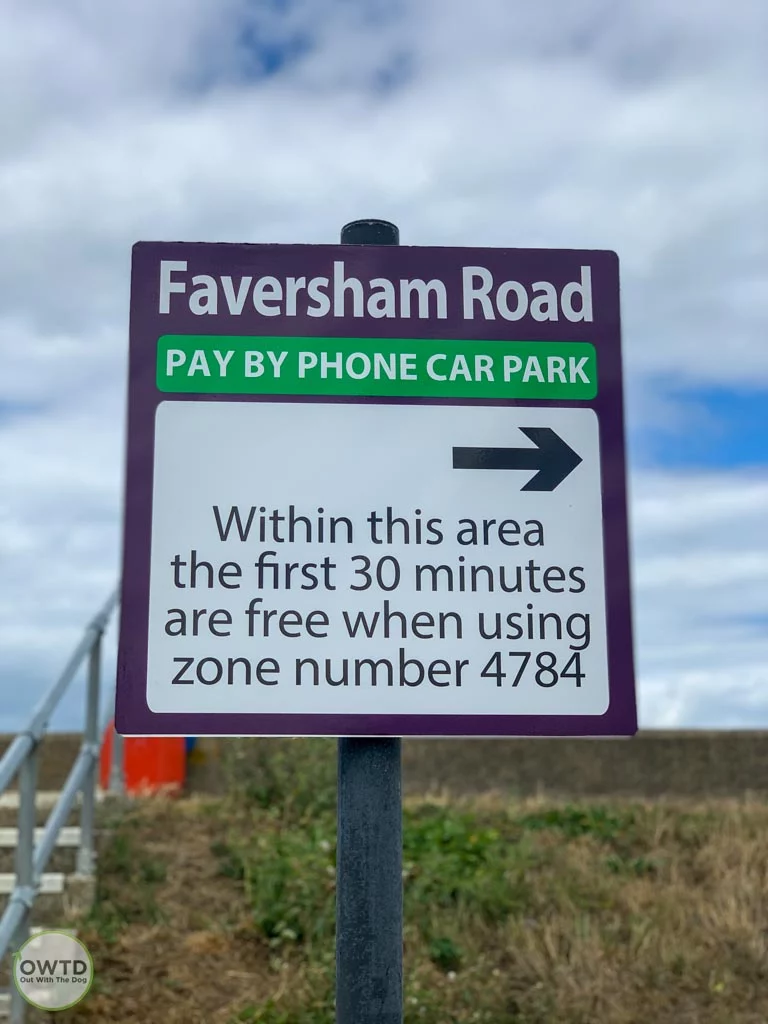 Faversham Road
PAY BY PHONE CAR PARK
Within this area
the first 30 minutes
are free when using
zone number 4784
OWTD
Out With The Dog